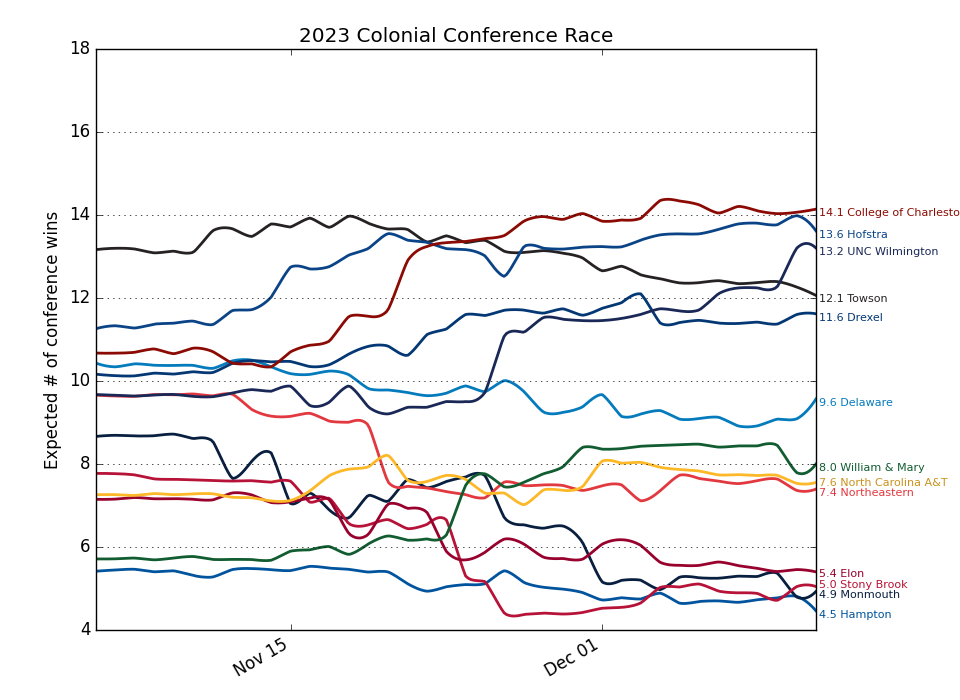 2023 Colonial Conference Race
Expected # of conference wins
18
16
14
12
10
8
6
4
Nov 15
Dec 01
14.1 College of Charlesto
13.6 Hofstra
13.2 UNC Wilmington
12.1 Towson
11.6 Drexel
9.6 Delaware
8.0 William & Mary
7.6 North Carolina A&T
7.4 Northeastern
5.4 Elon
5.0 Stony Brook
4.9 Monmouth
4.5 Hampton